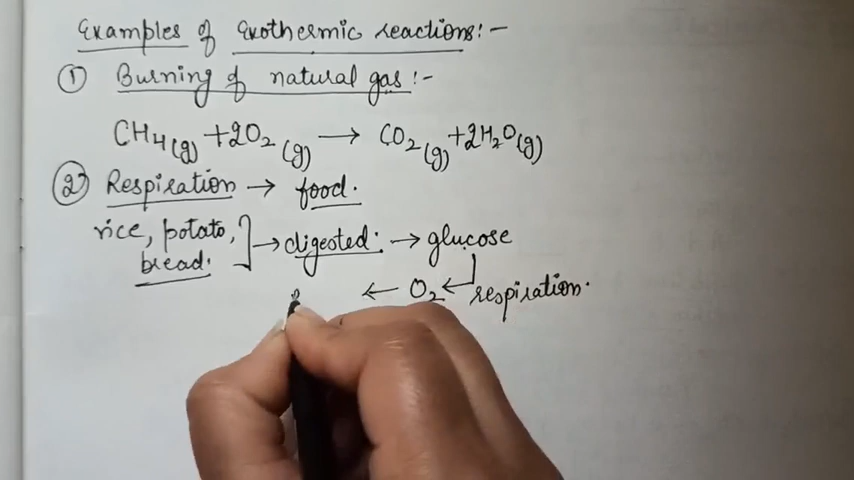 Examples of Exothermic reactions:-
① Burning of natural gas:-
CH4(g) + 2O2(g) → CO2(g) + 2H2O(g)
② Respiration → food.
rice, potato, bread. → digested. → glucose
← O2 ← respiration.